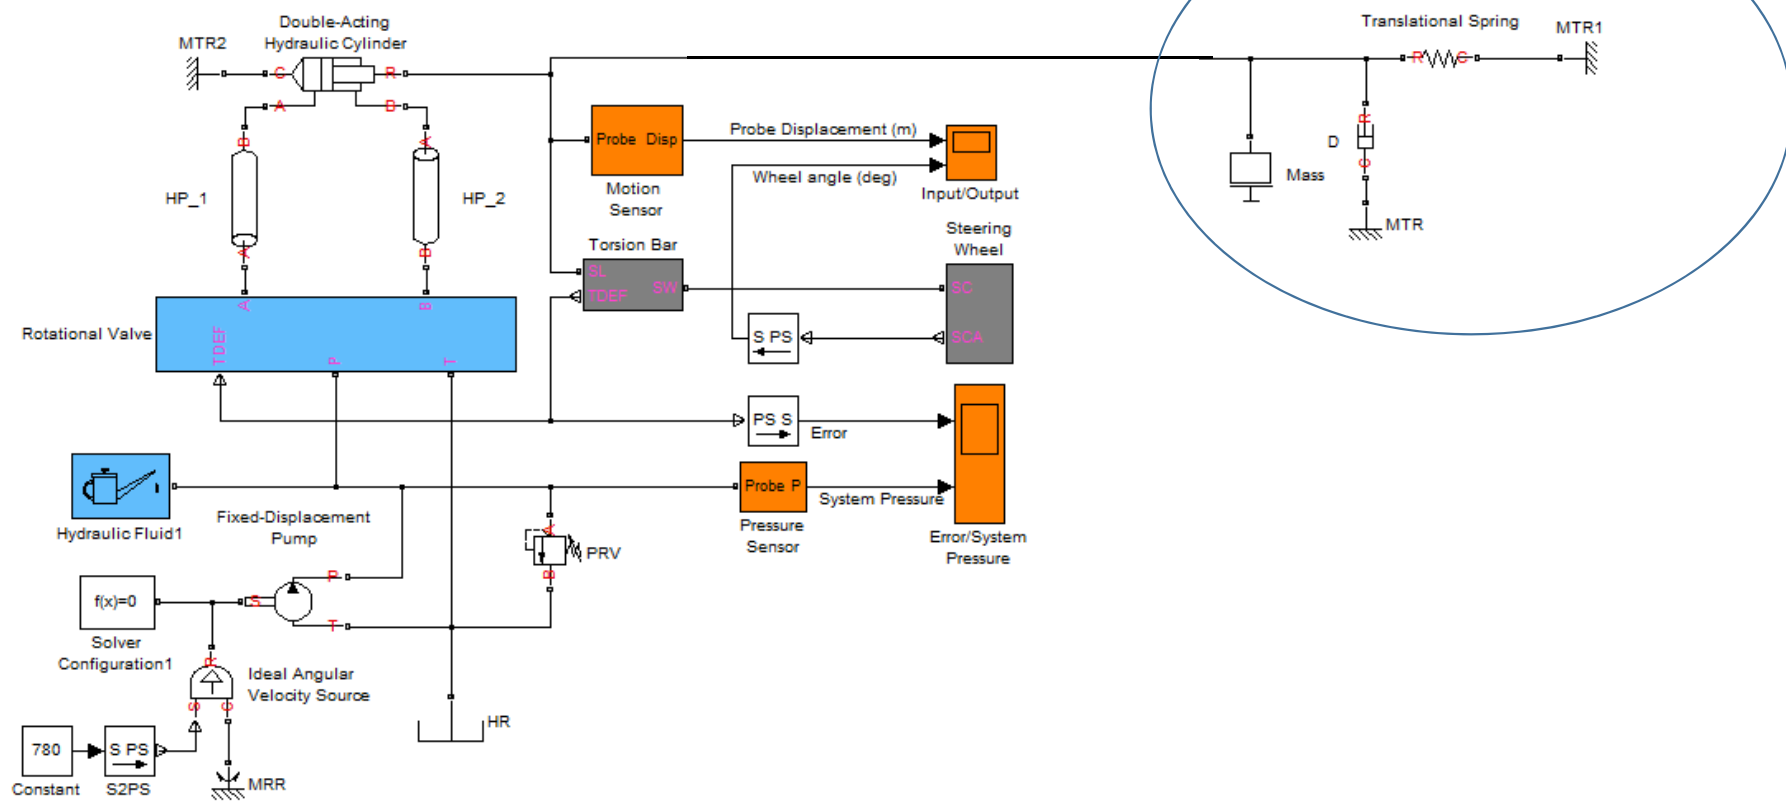 Double-Acting
Hydraulic Cylinder
MTR2
C
R
A
B
Translational Spring
MTR1
R
C
R
D
C
Mass
MTR
B
HP_1
A
A
HP_2
B
Probe Disp
Motion
Sensor
Probe Displacement (m)
Wheel angle (deg)
Input/Output
Torsion Bar
SL
TDEF
SW
Steering
Wheel
SC
SCA
S PS
Rotational Valve
A
B
TDEF
P
T
PS S
Error
Hydraulic Fluid1
Probe P
System Pressure
Pressure
Sensor
Error/System
Pressure
Fixed-Displacement
Pump
A
PRV
B
P
S
T
f(x)=0
Solver
Configuration1
R
Ideal Angular
Velocity Source
S
C
HR
780
Constant
S PS
S2PS
MRR